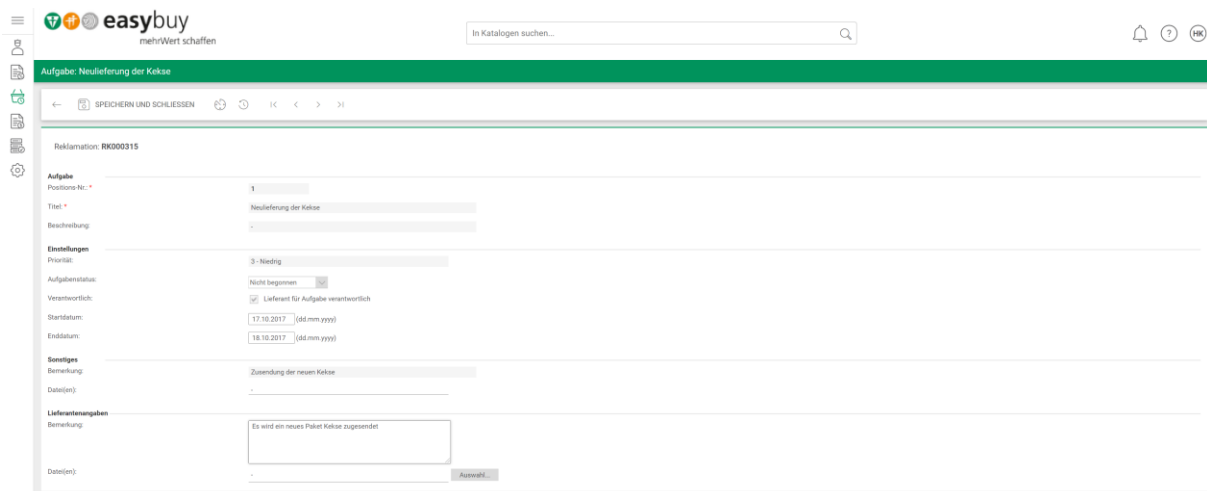 easybuy
mehrWert schaffen
In Katalogen suchen...
?
HK
Aufgabe: Neulieferung der Kekse
SPEICHERN UND SCHLIESSEN
Reklamation: RK000315
Aufgabe
Positions-Nr.: * 1
Titel: * Neulieferung der Kekse
Beschreibung: -
Einstellungen
Priorität: 3 - Niedrig
Aufgabenstatus: Nicht begonnen
Verantwortlich: Lieferant für Aufgabe verantwortlich
Startdatum: 17.10.2017 (dd.mm.yyyy)
Enddatum: 18.10.2017 (dd.mm.yyyy)
Sonstiges
Bemerkung: Zusendung der neuen Kekse
Datei(en): -
Lieferantenangaben
Bemerkung: Es wird ein neues Paket Kekse zugesendet
Datei(en): - Auswahl...